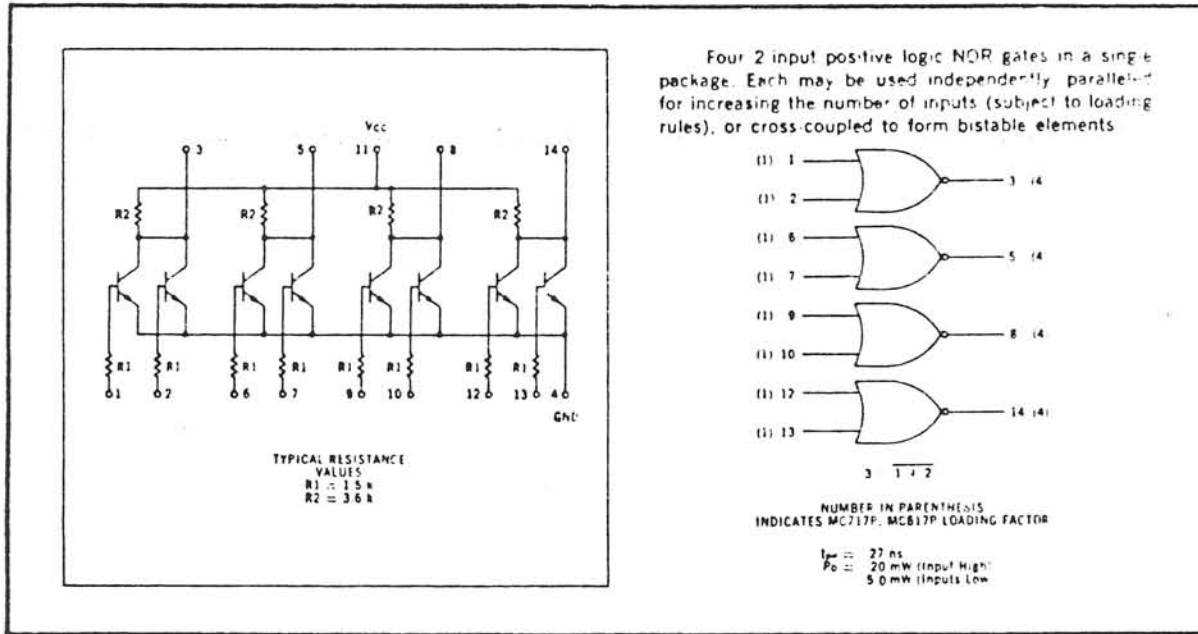 Four 2 input positive logic NOR gates in a single
package. Each may be used independently paralleled
for increasing the number of inputs (subject to loading
rules), or cross-coupled to form bistable elements
Vcc
3 5 11 8 14
R2 R2 R2 R2
R1 R1 R1 R1 R1 R1 R1
1 2 6 7 9 10 12 13 4
GND
TYPICAL RESISTANCE
VALUES
R1 = 1.5 k
R2 = 3.6 k
(1) 1
3 (4
(1) 2
(1) 6
5 (4
(1) 7
(1) 9
8 (4
(1) 10
(1) 12
14 (4)
(1) 13
3 1 + 2
NUMBER IN PARENTHESIS
INDICATES MC717P, MC817P LOADING FACTOR
= 27 ns
PD = 20 mW (Input High)
5.0 mW (Inputs Low